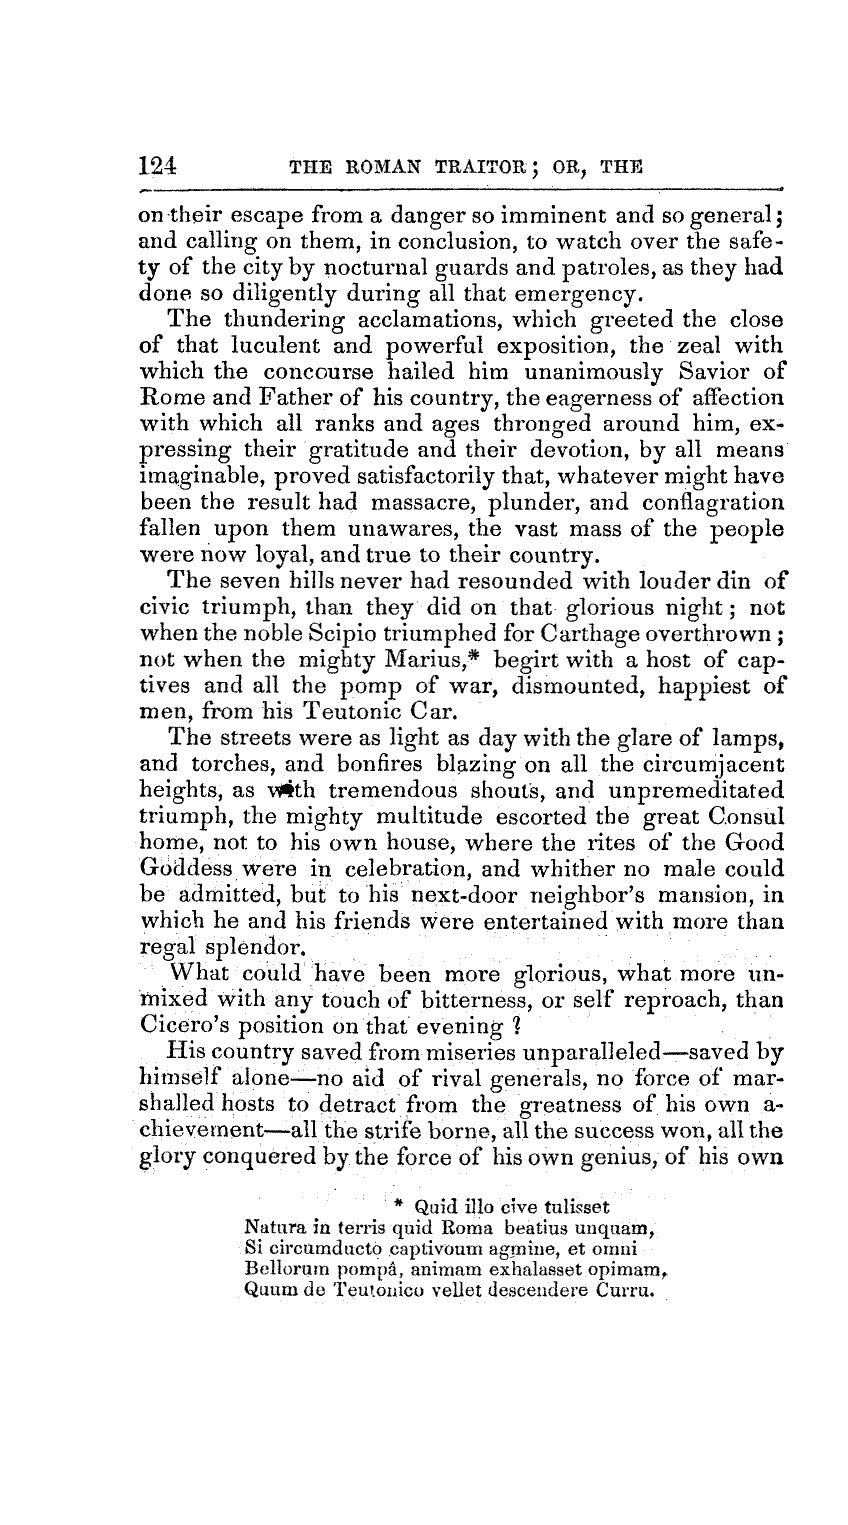 124 THE ROMAN TRAITOR; OR, THE
on their escape from a danger so imminent and so general;
and calling on them, in conclusion, to watch over the safe-
ty of the city by nocturnal guards and patroles, as they had
done so diligently during all that emergency.
The thundering acclamations, which greeted the close
of that luculent and powerful exposition, the zeal with
which the concourse hailed him unanimously Savior of
Rome and Father of his country, the eagerness of affection
with which all ranks and ages thronged around him, ex-
pressing their gratitude and their devotion, by all means
imaginable, proved satisfactorily that, whatever might have
been the result had massacre, plunder, and conflagration
fallen upon them unawares, the vast mass of the people
were now loyal, and true to their country.
The seven hills never had resounded with louder din of
civic triumph, than they did on that glorious night; not
when the noble Scipio triumphed for Carthage overthrown;
not when the mighty Marius,* begirt with a host of cap-
tives and all the pomp of war, dismounted, happiest of
men, from his Teutonic Car.
The streets were as light as day with the glare of lamps,
and torches, and bonfires blazing on all the circumjacent
heights, as with tremendous shouts, and unpremeditated
triumph, the mighty multitude escorted the great Consul
home, not to his own house, where the rites of the Good
Goddess were in celebration, and whither no male could
be admitted, but to his next-door neighbor's mansion, in
which he and his friends were entertained with more than
regal splendor.
What could have been more glorious, what more un-
mixed with any touch of bitterness, or self reproach, than
Cicero's position on that evening?
His country saved from miseries unparalleled—saved by
himself alone—no aid of rival generals, no force of mar-
shalled hosts to detract from the greatness of his own a-
chievement—all the strife borne, all the success won, all the
glory conquered by the force of his own genius, of his own
* Quid illo cive tulisset
Natura in terris quid Roma beatius unquam,
Si circumducto captivoum agmine, et omni
Bellorum pompâ, animam exhalasset opimam,
Quum de Teutonico vellet descendere Curru.